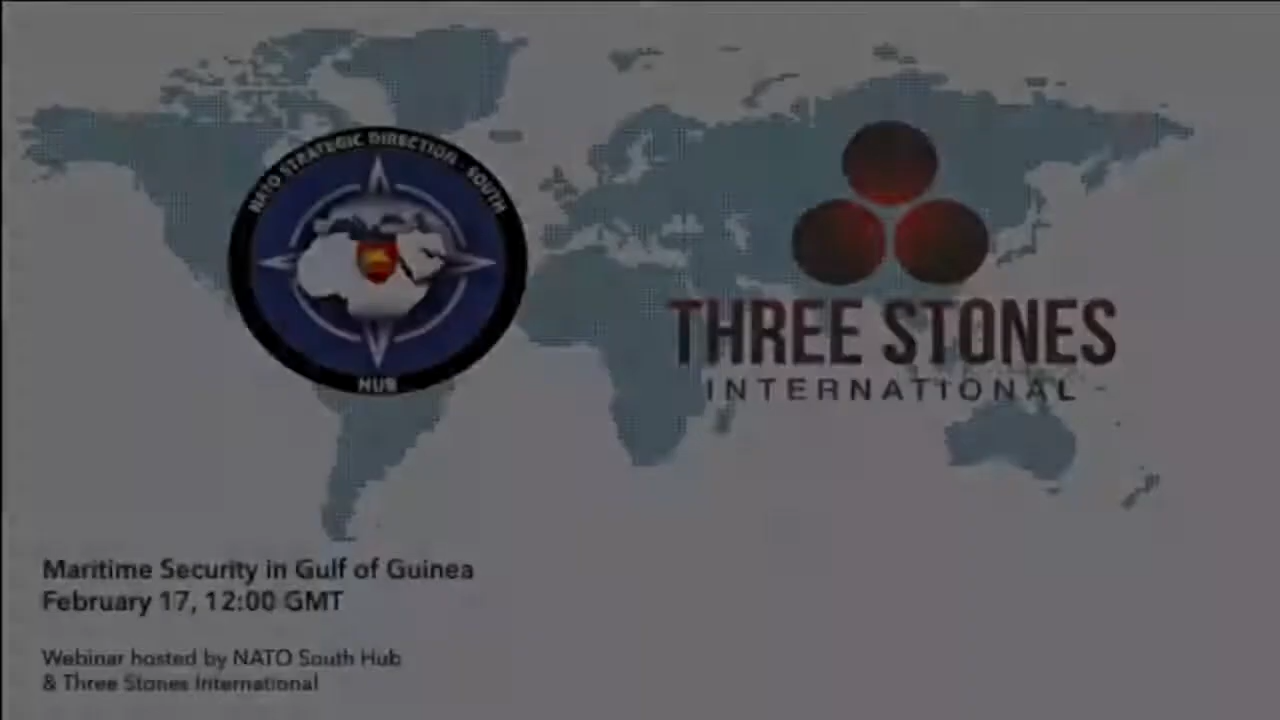 NATO STRATEGIC DIRECTION - SOUTH
HUB
THREE STONES
INTERNATIONAL
Maritime Security in Gulf of Guinea
February 17, 12:00 GMT
Webinar hosted by NATO South Hub
& Three Stones International